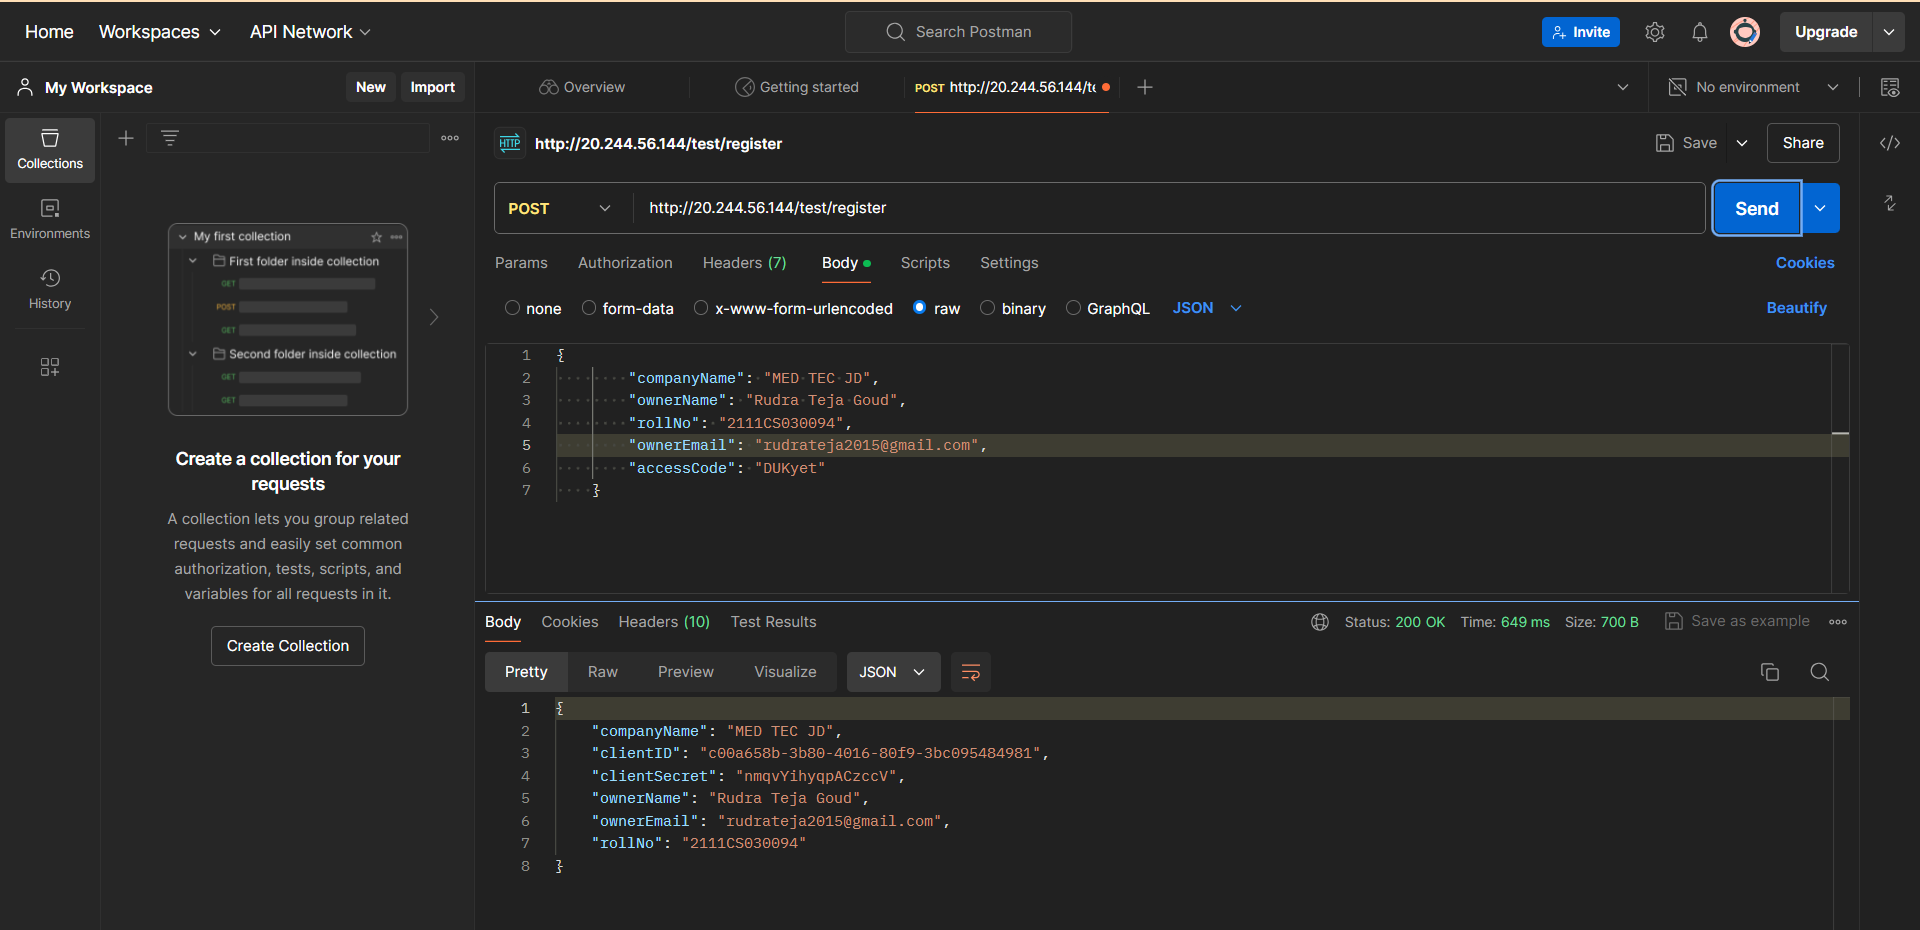 Home Workspaces API Network Search Postman Invite Upgrade
My Workspace New Import Overview Getting started POST http://20.244.56.144/te No environment
Collections
Environments
History
My first collection
First folder inside collection
GET
POST
GET
Second folder inside collection
GET
GET
Create a collection for your
requests
A collection lets you group related
requests and easily set common
authorization, tests, scripts, and
variables for all requests in it.
Create Collection
HTTP http://20.244.56.144/test/register Save Share
POST http://20.244.56.144/test/register Send
Params Authorization Headers (7) Body Scripts Settings Cookies
none form-data x-www-form-urlencoded raw binary GraphQL JSON Beautify
1 {
2 "companyName": "MED TEC JD",
3 "ownerName": "Rudra Teja Goud",
4 "rollNo": "2111CS030094",
5 "ownerEmail": "rudrateja2015@gmail.com",
6 "accessCode": "DUKyet"
7 }
Body Cookies Headers (10) Test Results Status: 200 OK Time: 649 ms Size: 700 B Save as example
Pretty Raw Preview Visualize JSON
1 {
2 "companyName": "MED TEC JD",
3 "clientID": "c00a658b-3b80-4016-80f9-3bc095484981",
4 "clientSecret": "nmqvYihyqpACzccV",
5 "ownerName": "Rudra Teja Goud",
6 "ownerEmail": "rudrateja2015@gmail.com",
7 "rollNo": "2111CS030094"
8 }